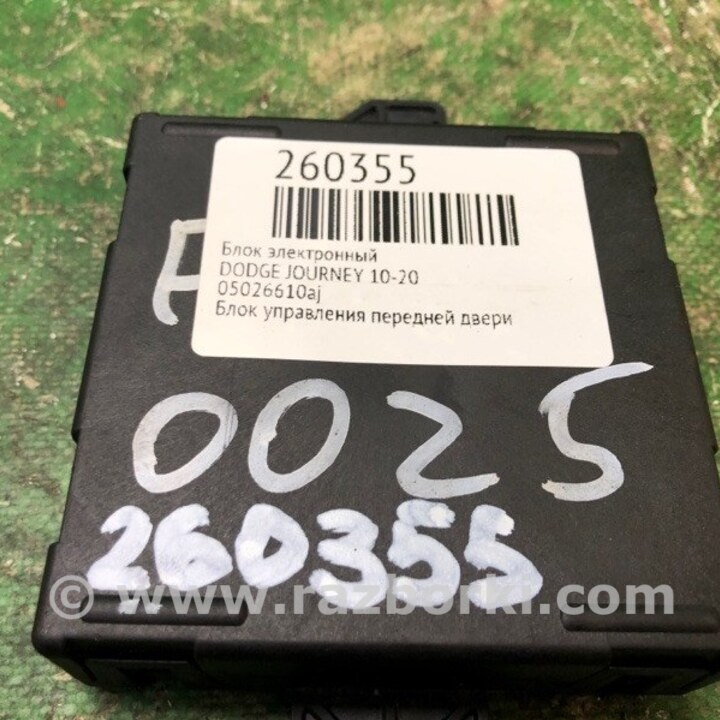 260355
Блок электронный
DODGE JOURNEY 10-20
05026610aj
Блок управления передней двери
0025
260355
© www.razborki.com